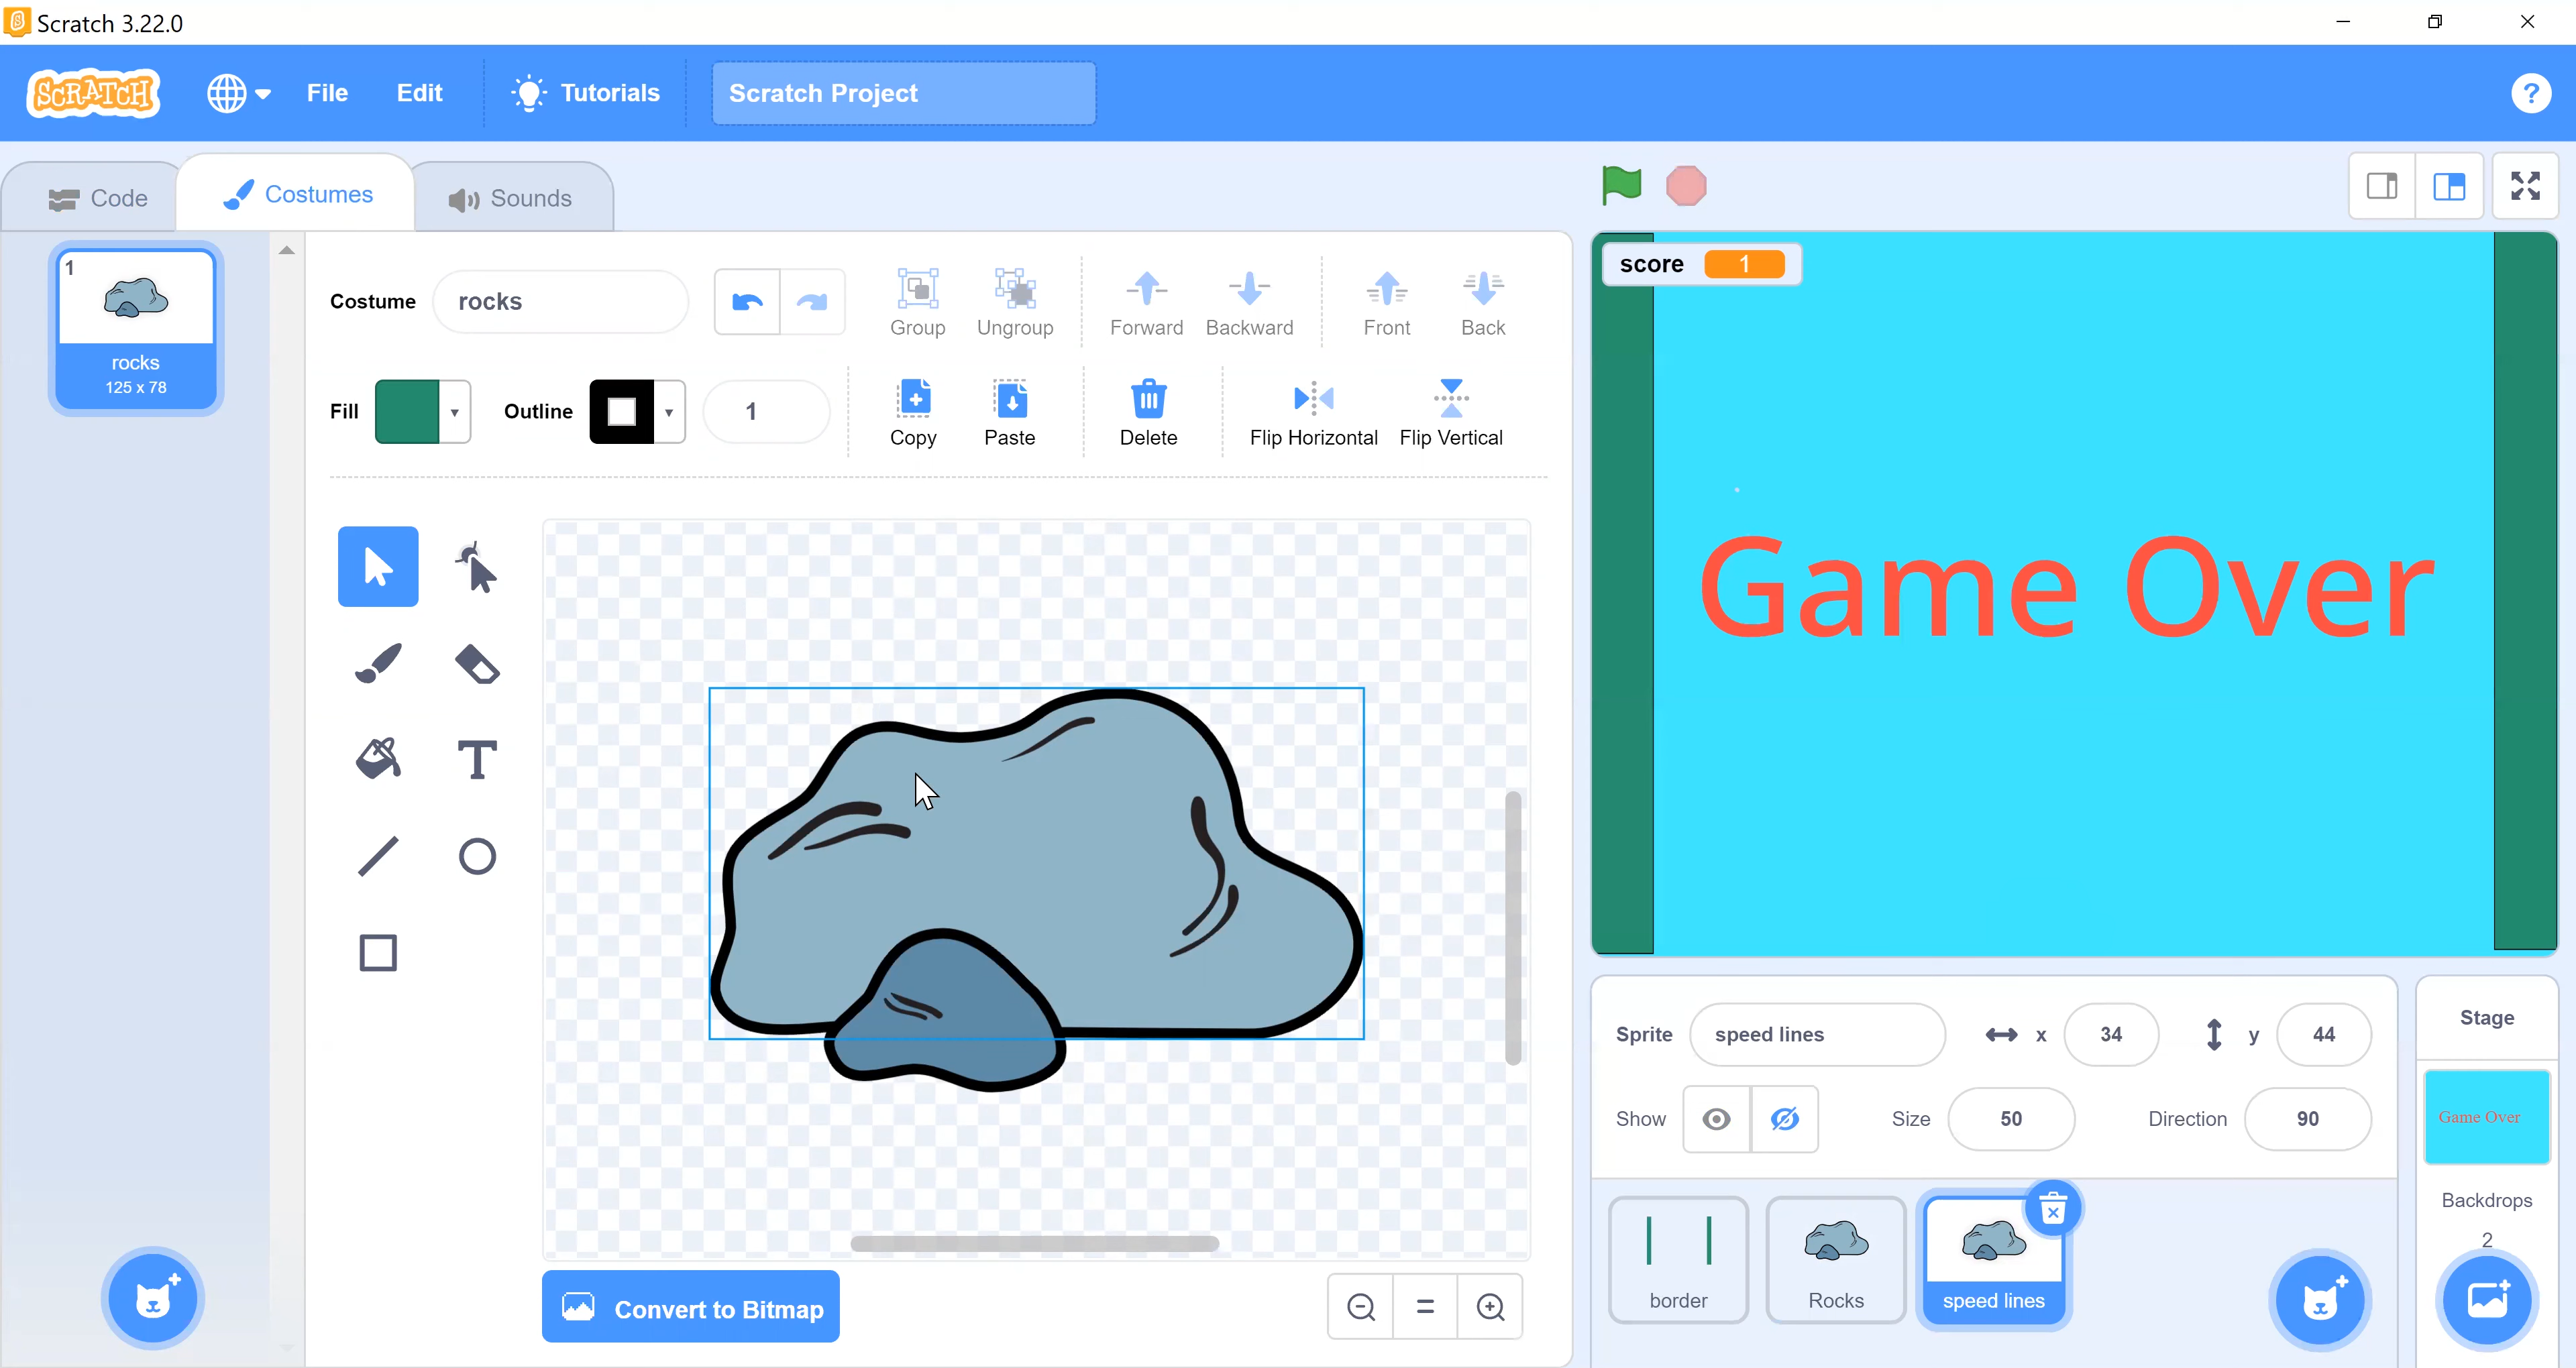 Scratch 3.22.0
SCRATCH
File
Edit
Tutorials
Scratch Project
?
Code
Costumes
Sounds
1
rocks
125 x 78
Costume
rocks
Group
Ungroup
Forward
Backward
Front
Back
Fill
Outline
1
Copy
Paste
Delete
Flip Horizontal
Flip Vertical
T
Convert to Bitmap
score 1
Game Over
Sprite
speed lines
x
34
y
44
Show
Size
50
Direction
90
border
Rocks
speed lines
Stage
Game Over
Backdrops
2